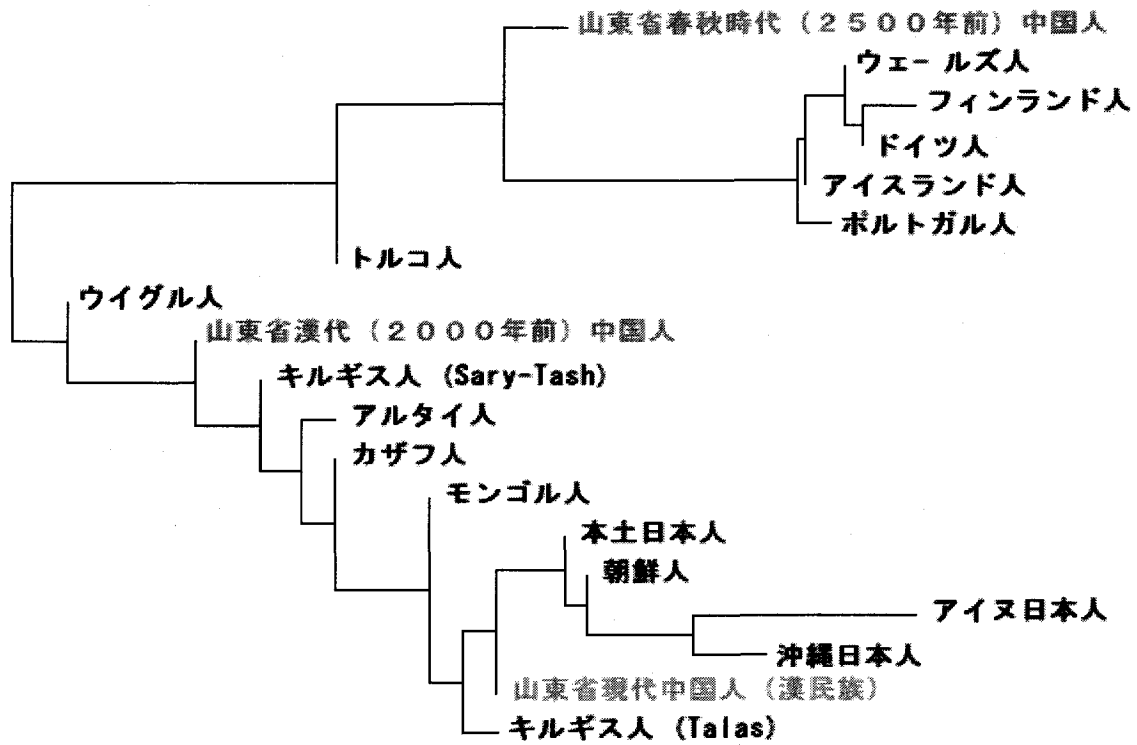 山東省春秋時代（２５００年前）中国人
ウェールズ人
フィンランド人
ドイツ人
アイスランド人
ポルトガル人
トルコ人
ウイグル人
山東省漢代（２０００年前）中国人
キルギス人 (Sary-Tash)
アルタイ人
カザフ人
モンゴル人
本土日本人
朝鮮人
アイヌ日本人
沖縄日本人
山東省現代中国人（漢民族）
キルギス人 (Talas)